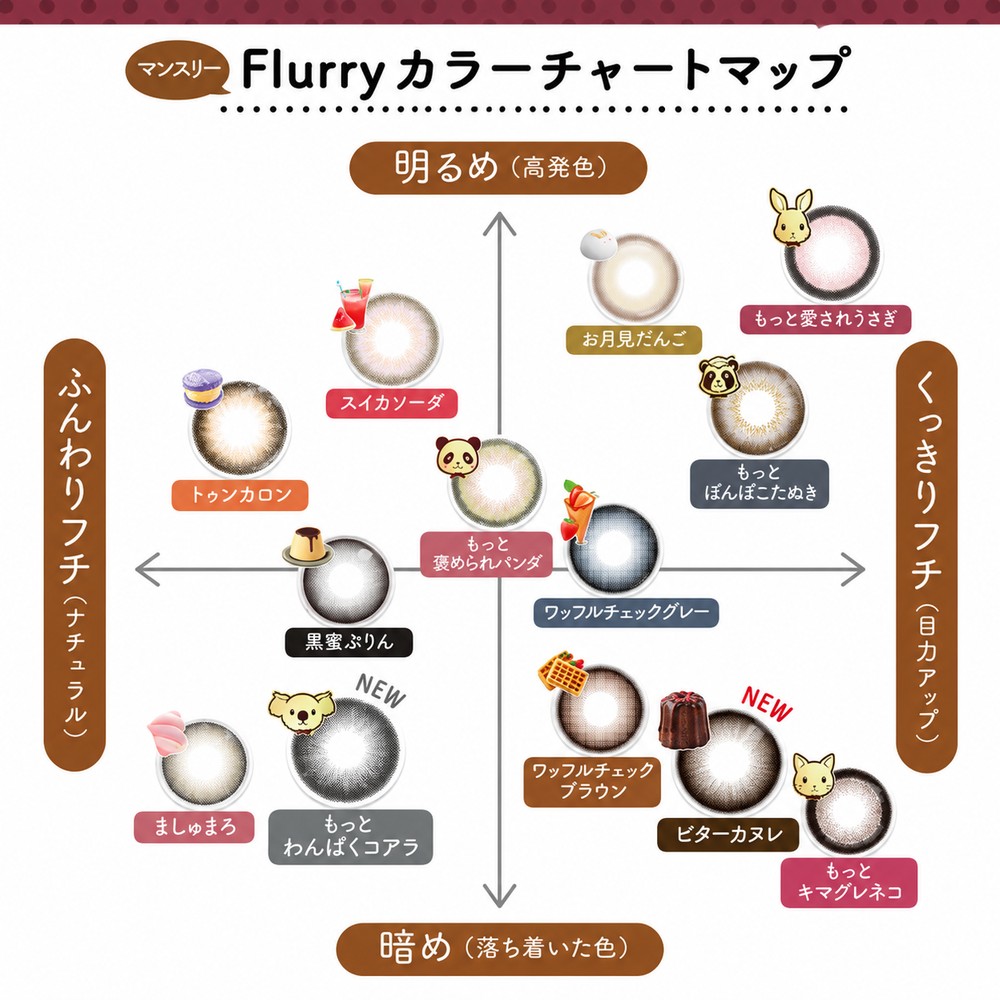 マンスリー
Flurryカラーチャートマップ
明るめ（高発色）
お月見だんご
もっと愛されうさぎ
スイカソーダ
トゥンカロン
もっと
ぽんぽこたぬき
もっと
褒められパンダ
ふんわりフチ（ナチュラル）
くっきりフチ（目力アップ）
ワッフルチェックグレー
黒蜜ぷりん
NEW
ましゅまろ
もっと
わんぱくコアラ
ワッフルチェック
ブラウン
NEW
ビターカヌレ
もっと
キマグレネコ
暗め（落ち着いた色）